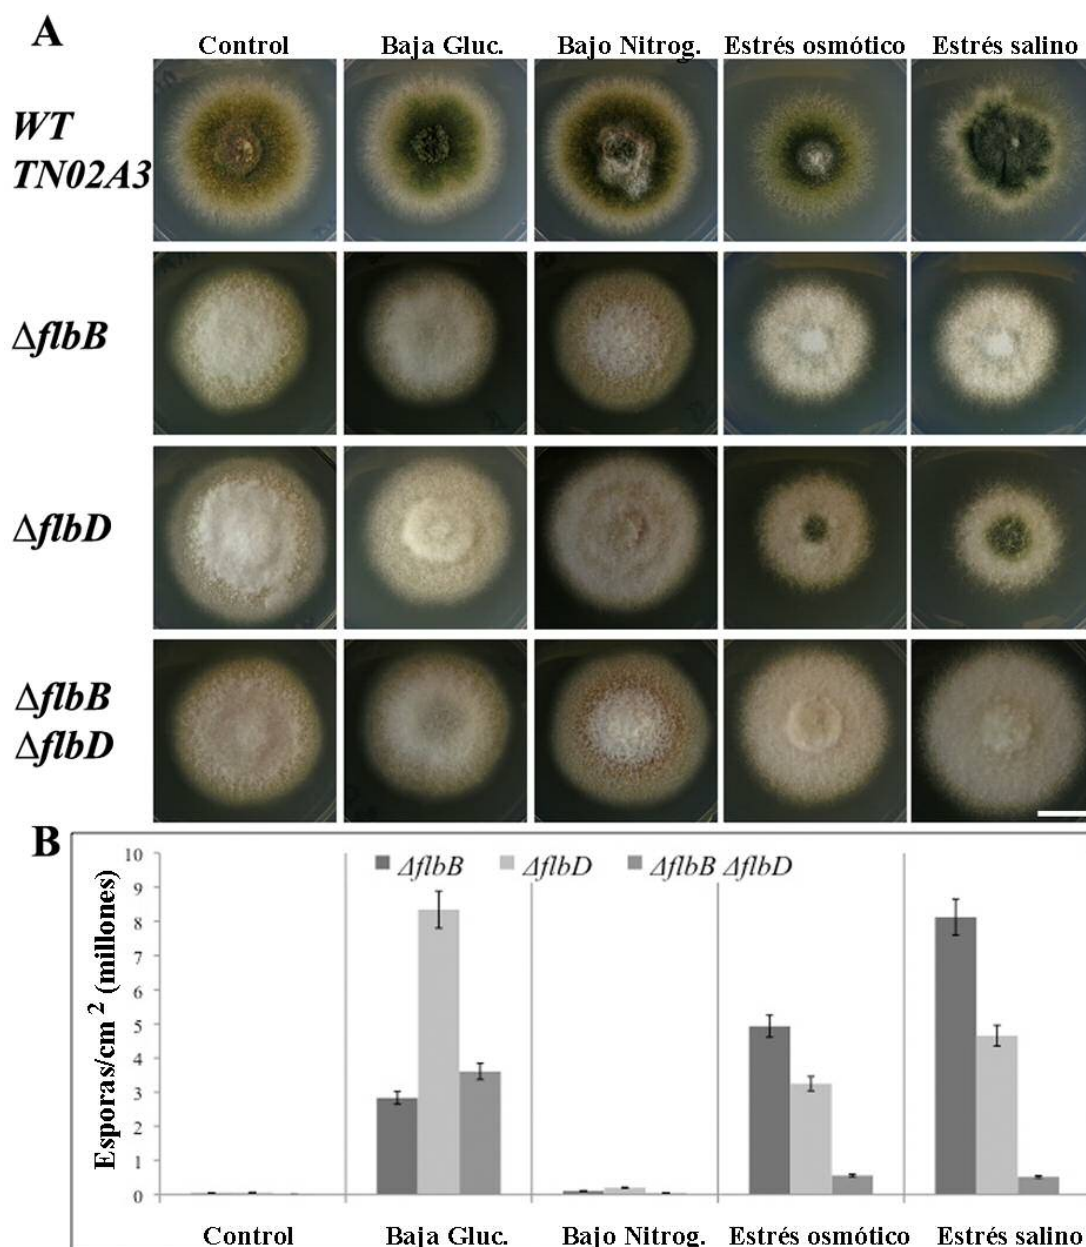 A
Control Baja Gluc. Bajo Nitrog. Estrés osmótico Estrés salino
WT
TN02A3
ΔflbB
ΔflbD
ΔflbB
ΔflbD
B
ΔflbB ΔflbD ΔflbB ΔflbD
Esporas/cm² (millones)
10
9
8
7
6
5
4
3
2
1
0
Control Baja Gluc. Bajo Nitrog. Estrés osmótico Estrés salino